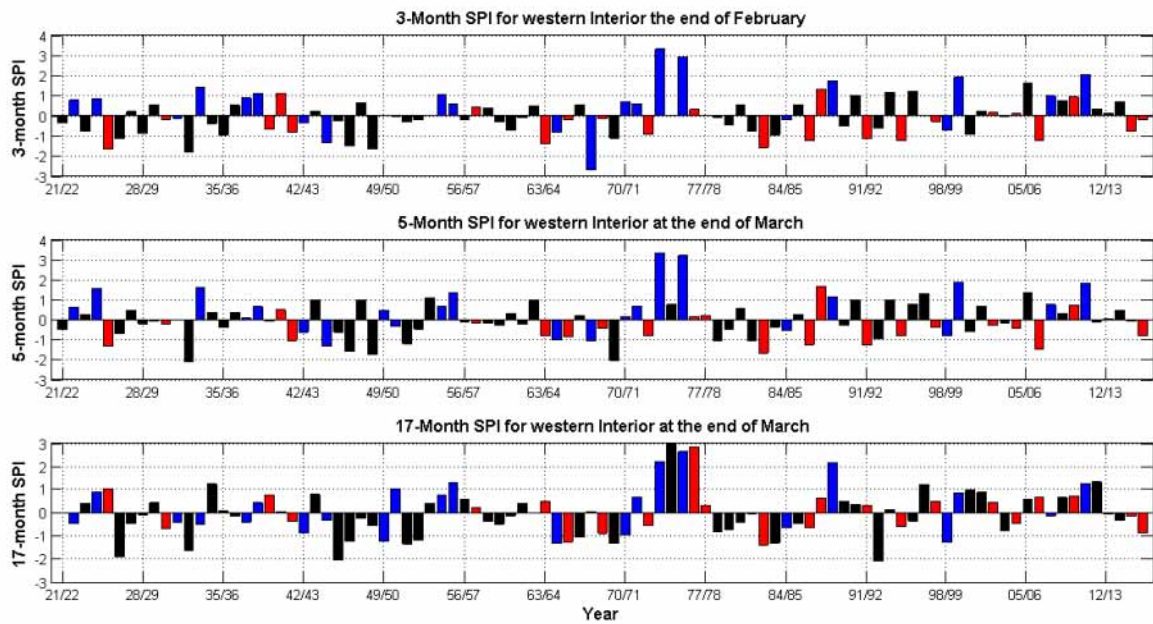 3-Month SPI for western Interior the end of February
3-month SPI
4
3
2
1
0
-1
-2
-3
21/22 28/29 35/36 42/43 49/50 56/57 63/64 70/71 77/78 84/85 91/92 98/99 05/06 12/13
5-Month SPI for western Interior at the end of March
5-month SPI
4
3
2
1
0
-1
-2
-3
21/22 28/29 35/36 42/43 49/50 56/57 63/64 70/71 77/78 84/85 91/92 98/99 05/06 12/13
17-Month SPI for western Interior at the end of March
17-month SPI
3
2
1
0
-1
-2
-3
21/22 28/29 35/36 42/43 49/50 56/57 63/64 70/71 77/78 84/85 91/92 98/99 05/06 12/13
Year